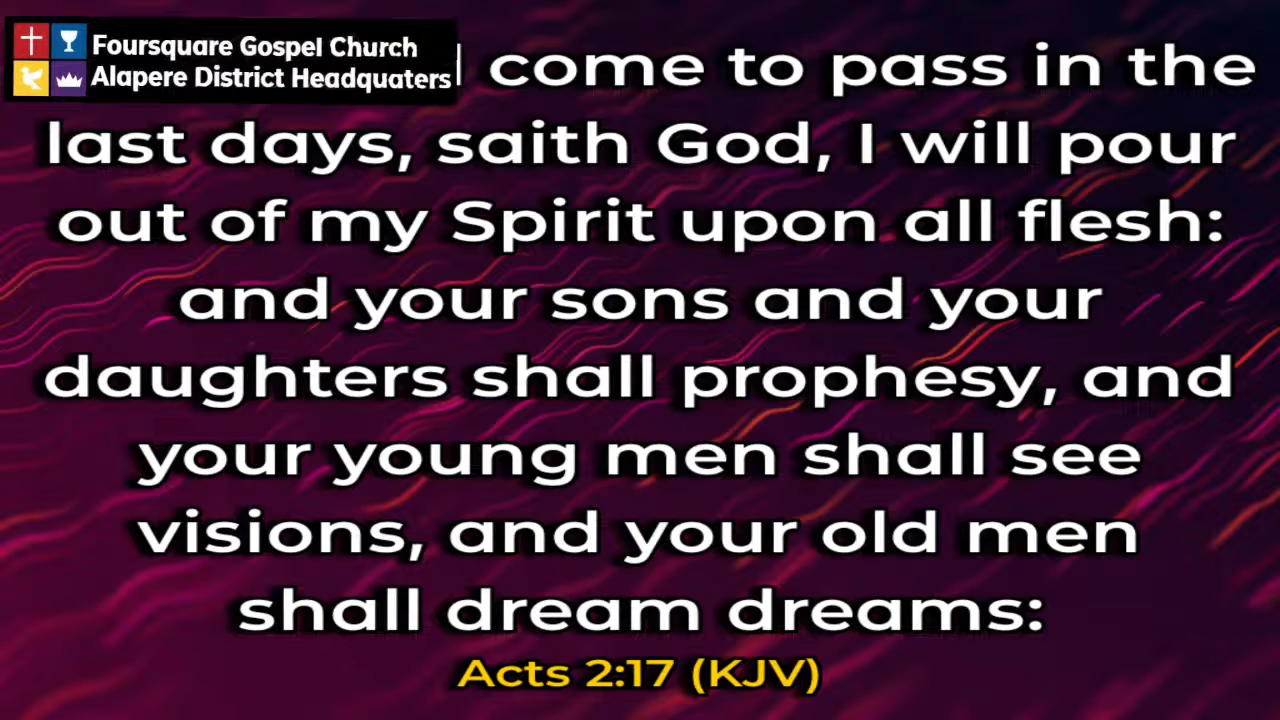 Foursquare Gospel Church
Alapere District Headquaters
come to pass in the
last days, saith God, I will pour
out of my Spirit upon all flesh:
and your sons and your
daughters shall prophesy, and
your young men shall see
visions, and your old men
shall dream dreams:
Acts 2:17 (KJV)